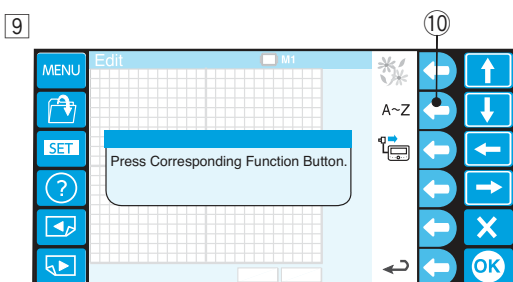 9
10
MENU
Edit
M1
A~Z
SET
Press Corresponding Function Button.
?
X
OK